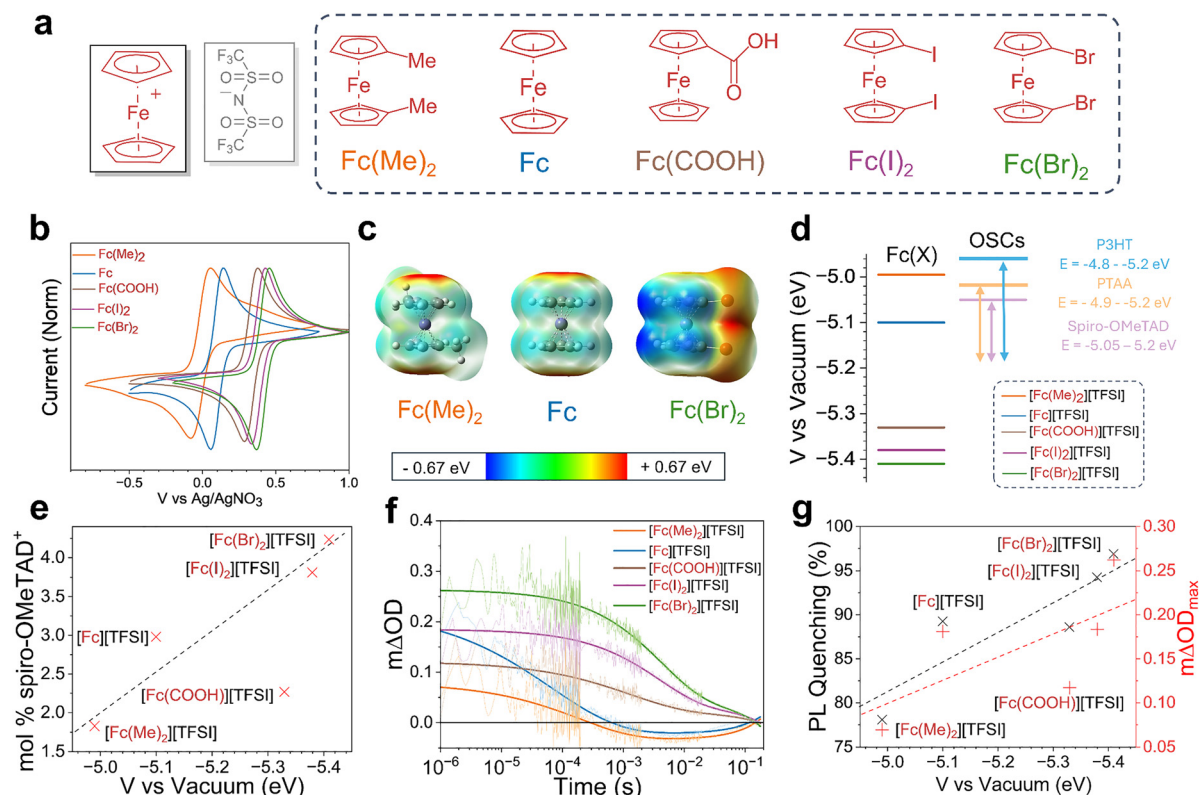 a
F₃C
O=S=O
N
−
O=S=O
F₃C
Fe
+
Fe
Me
Me
Fe
Fe
OH
O
Fe
I
I
Fe
Br
Br
Fc(Me)₂
Fc
Fc(COOH)
Fc(I)₂
Fc(Br)₂
b
Fc(Me)₂
Fc
Fc(COOH)
Fc(I)₂
Fc(Br)₂
Current (Norm)
−0.5 0.0 0.5 1.0
V vs Ag/AgNO₃
c
Fc(Me)₂
Fc
Fc(Br)₂
- 0.67 eV
+ 0.67 eV
d
Fc(X)
OSCs
V vs Vacuum (eV)
−5.0
−5.1
−5.2
−5.3
−5.4
P3HT
E = -4.8 - -5.2 eV
PTAA
E = - 4.9 - -5.2 eV
Spiro-OMeTAD
E = -5.05 – 5.2 eV
[Fc(Me)₂][TFSI]
[Fc][TFSI]
[Fc(COOH)][TFSI]
[Fc(I)₂][TFSI]
[Fc(Br)₂][TFSI]
e
mol % spiro-OMeTAD⁺
4.0
3.5
3.0
2.5
2.0
1.5
[Fc(Br)₂][TFSI]
[Fc(I)₂][TFSI]
[Fc][TFSI]
[Fc(COOH)][TFSI]
[Fc(Me)₂][TFSI]
−5.0 −5.1 −5.2 −5.3 −5.4
V vs Vacuum (eV)
f
mΔOD
0.4
0.3
0.2
0.1
0.0
[Fc(Me)₂][TFSI]
[Fc][TFSI]
[Fc(COOH)][TFSI]
[Fc(I)₂][TFSI]
[Fc(Br)₂][TFSI]
10⁻⁶ 10⁻⁵ 10⁻⁴ 10⁻³ 10⁻² 10⁻¹
Time (s)
g
PL Quenching (%)
100
95
90
85
80
75
[Fc(Br)₂][TFSI]
[Fc(I)₂][TFSI]
[Fc][TFSI]
[Fc(COOH)][TFSI]
[Fc(Me)₂][TFSI]
0.30
0.25
0.20
0.15
0.10
0.05
mΔODmax
−5.0 −5.1 −5.2 −5.3 −5.4
V vs Vacuum (eV)